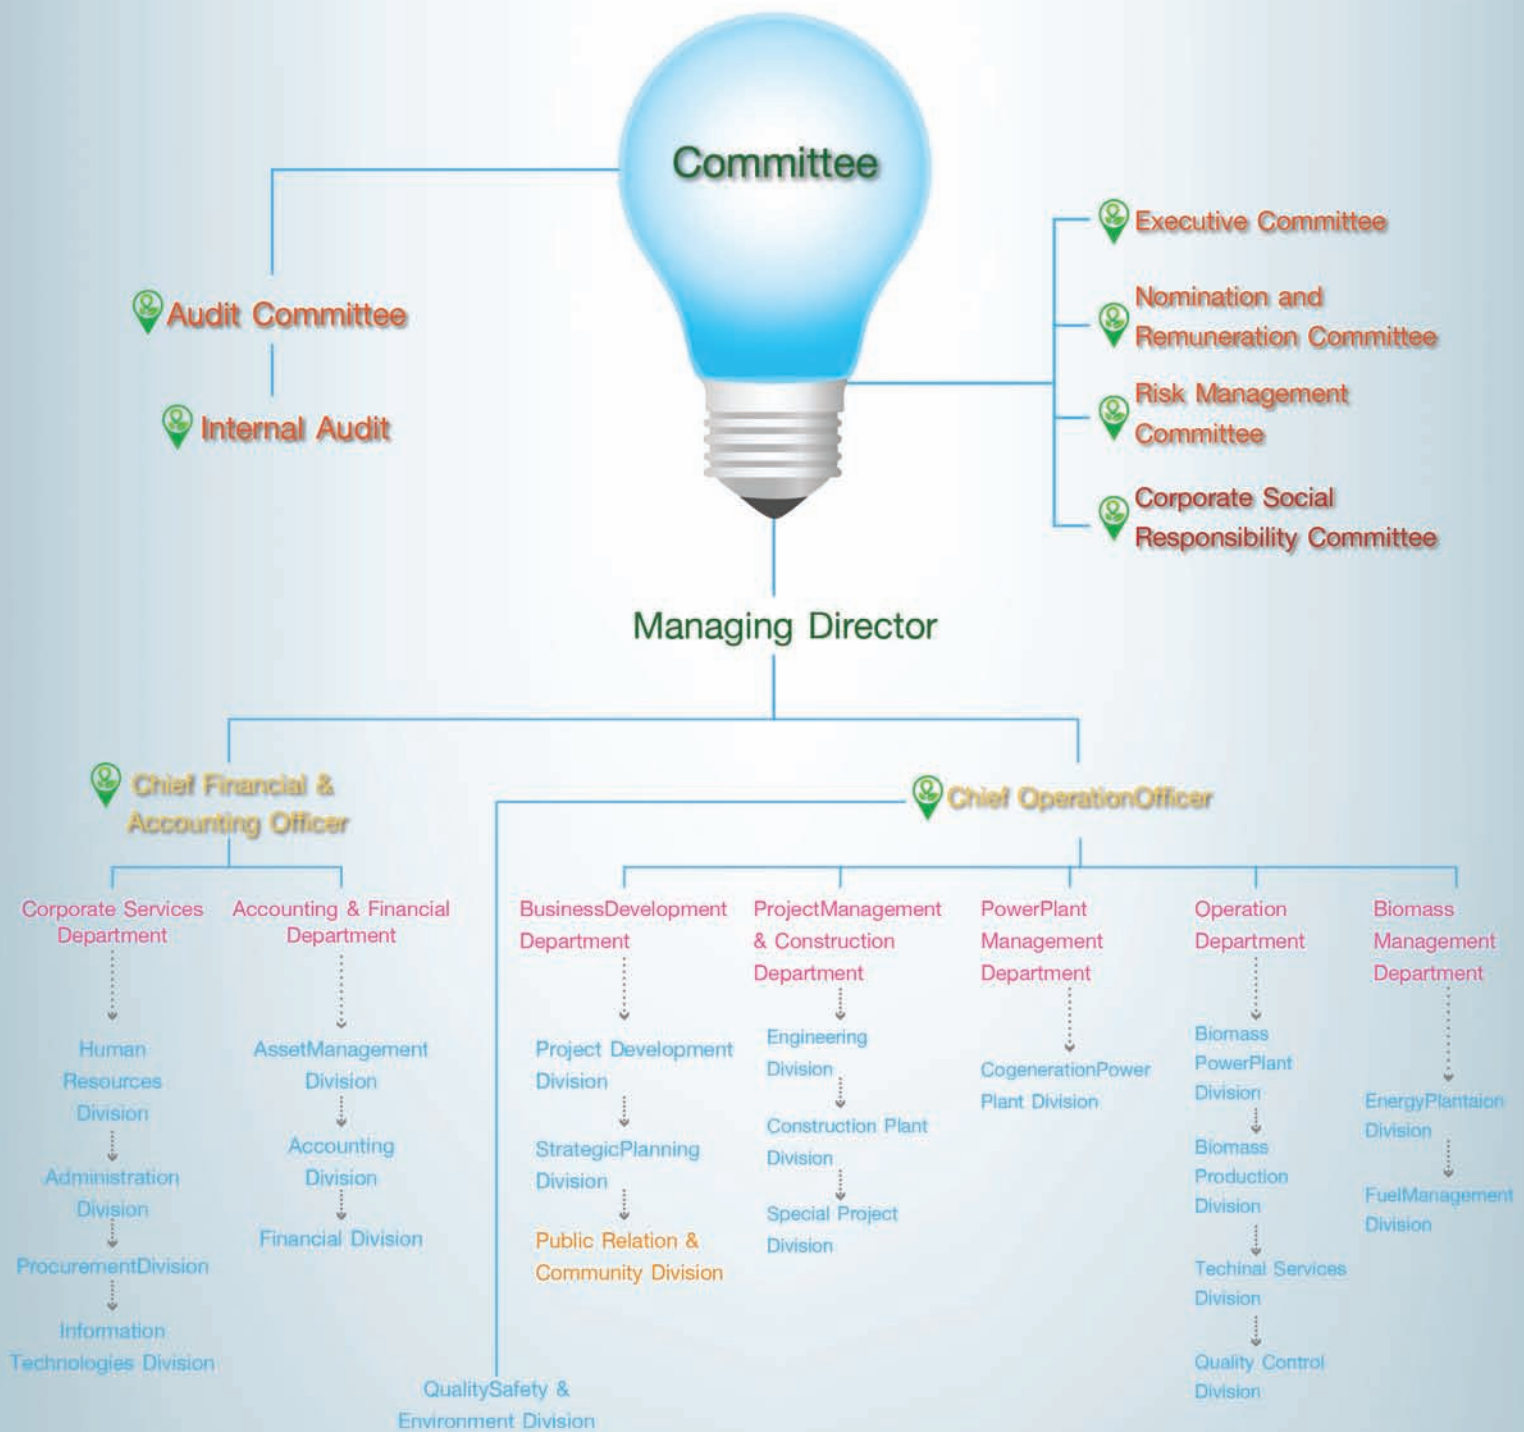 Committee
Audit Committee
Internal Audit
Executive Committee
Nomination and
Remuneration Committee
Risk Management
Committee
Corporate Social
Responsibility Committee
Managing Director
Chief Financial &
Accounting Officer
Chief OperationOfficer
Corporate Services
Department
Human
Resources
Division
Administration
Division
ProcurementDivision
Information
Technologies Division
Accounting & Financial
Department
AssetManagement
Division
Accounting
Division
Financial Division
QualitySafety &
Environment Division
BusinessDevelopment
Department
Project Development
Division
StrategicPlanning
Division
Public Relation &
Community Division
ProjectManagement
& Construction
Department
Engineering
Division
Construction Plant
Division
Special Project
Division
PowerPlant
Management
Department
CogenerationPower
Plant Division
Operation
Department
Biomass
PowerPlant
Division
Biomass
Production
Division
Techinal Services
Division
Quality Control
Division
Biomass
Management
Department
EnergyPlantaion
Division
FuelManagement
Division